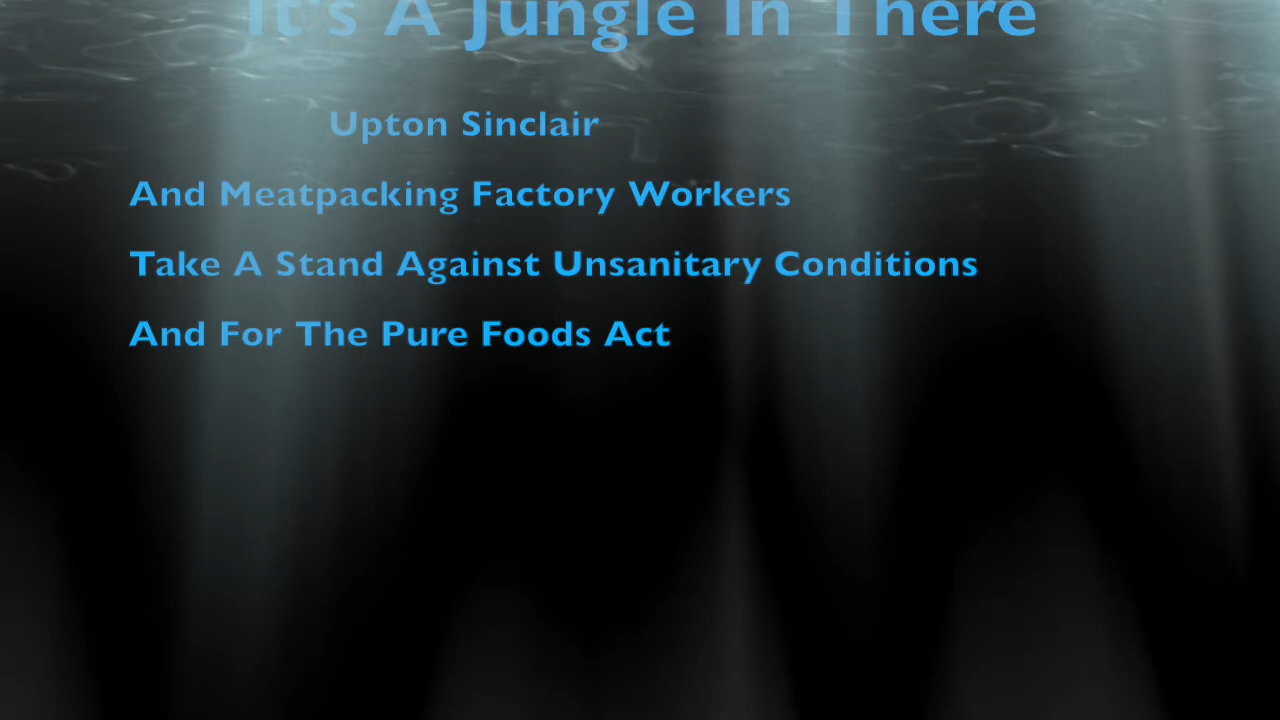 It's A Jungle In There
Upton Sinclair
And Meatpacking Factory Workers
Take A Stand Against Unsanitary Conditions
And For The Pure Foods Act